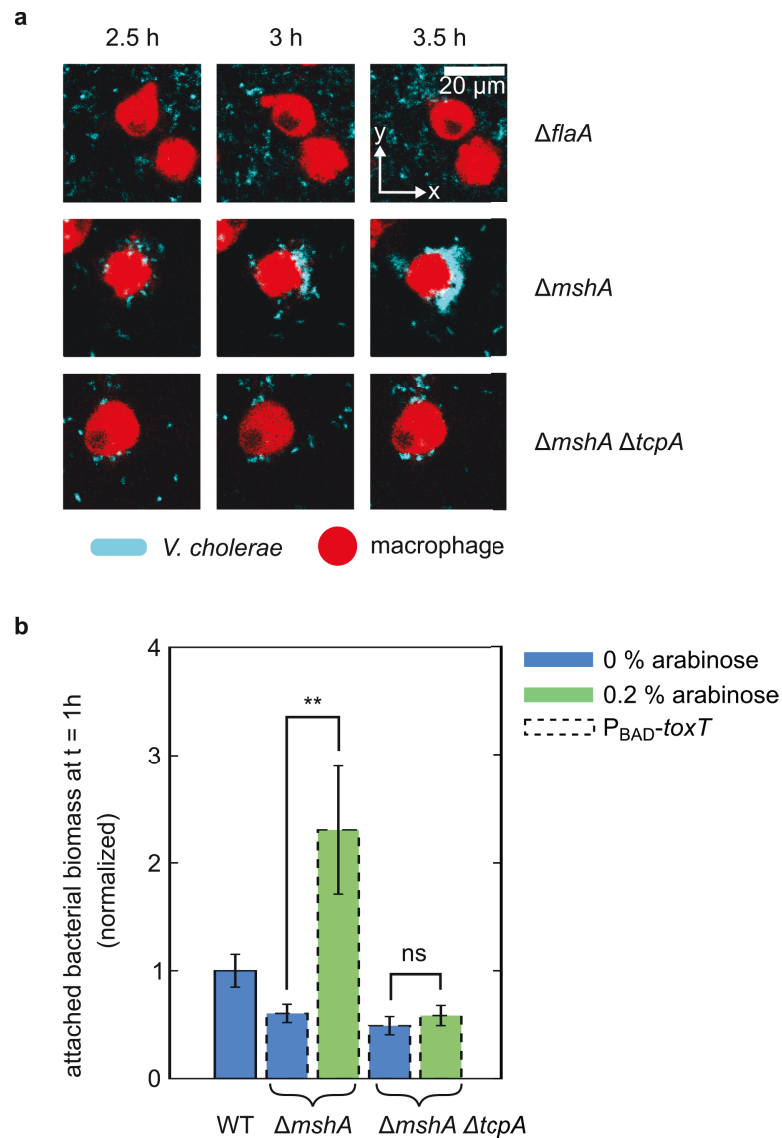 a
2.5 h 3 h 3.5 h
20 µm
y
x
ΔflaA
ΔmshA
ΔmshA ΔtcpA
V. cholerae macrophage
b
attached bacterial biomass at t = 1h
(normalized)
4
3
2
1
0
**
ns
WT ΔmshA ΔmshA ΔtcpA
0 % arabinose
0.2 % arabinose
PBAD-toxT